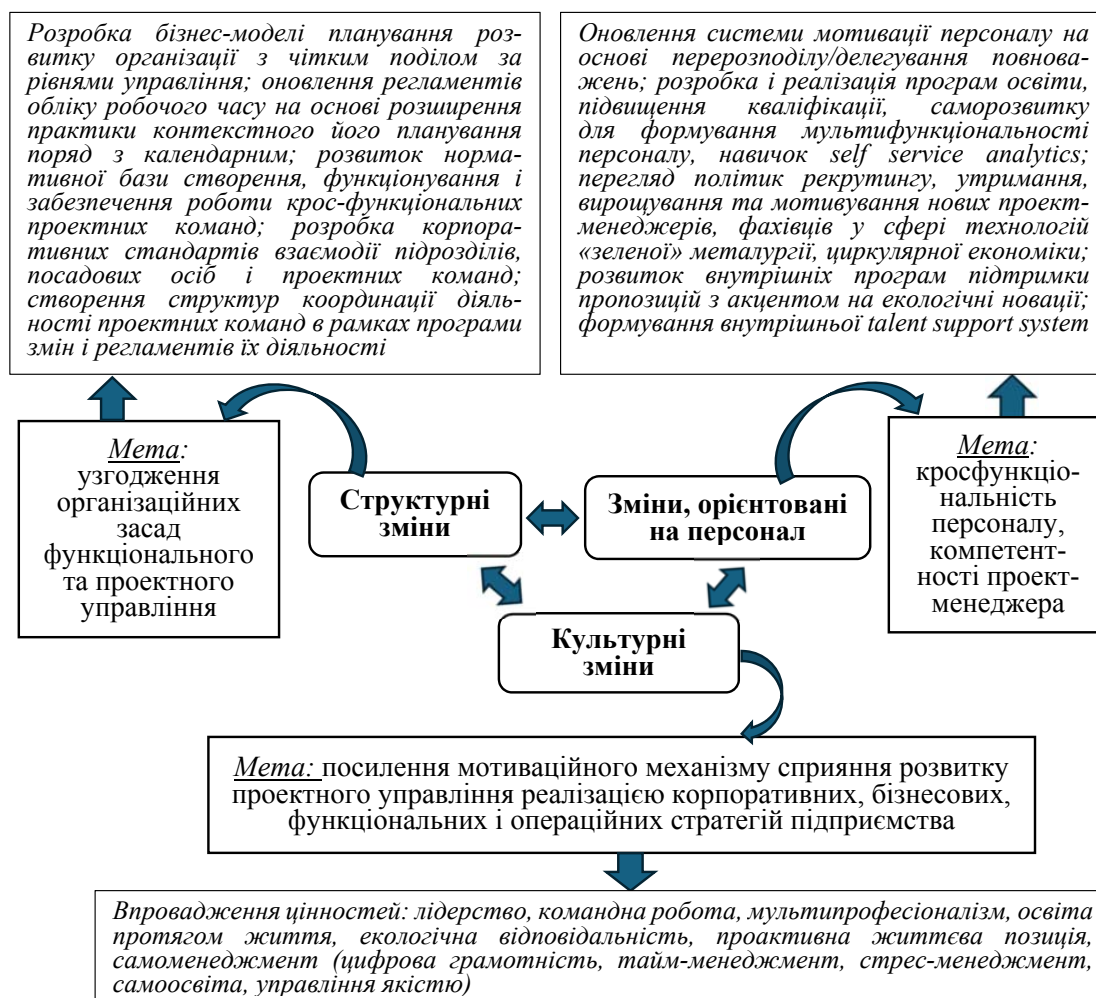 Розробка бізнес-моделі планування роз-
витку організації з чітким поділом за
рівнями управління; оновлення регламентів
обліку робочого часу на основі розширення
практики контекстного його планування
поряд з календарним; розвиток норма-
тивної бази створення, функціонування і
забезпечення роботи крос-функціональних
проектних команд; розробка корпора-
тивних стандартів взаємодії підрозділів,
посадових осіб і проектних команд;
створення структур координації діяль-
ності проектних команд в рамках програми
змін і регламентів їх діяльності
Оновлення системи мотивації персоналу на
основі перерозподілу/делегування повнова-
жень; розробка і реалізація програм освіти,
підвищення кваліфікації, саморозвитку
для формування мультифункціональності
персоналу, навичок self service analytics;
перегляд політик рекрутингу, утримання,
вирощування та мотивування нових проект-
менеджерів, фахівців у сфері технологій
«зеленої» металургії, циркулярної економіки;
розвиток внутрішніх програм підтримки
пропозицій з акцентом на екологічні новації;
формування внутрішньої talent support system
Мета:
узгодження
організаційних
засад
функціонального
та проектного
управління
Структурні
зміни
Зміни, орієнтовані
на персонал
Мета:
кросфункціо-
нальність
персоналу,
компетент-
ності проект-
менеджера
Культурні
зміни
Мета: посилення мотиваційного механізму сприяння розвитку
проектного управління реалізацією корпоративних, бізнесових,
функціональних і операційних стратегій підприємства
Впровадження цінностей: лідерство, командна робота, мультипрофесіоналізм, освіта
протягом життя, екологічна відповідальність, проактивна життєва позиція,
самоменеджмент (цифрова грамотність, тайм-менеджмент, стрес-менеджмент,
самоосвіта, управління якістю)